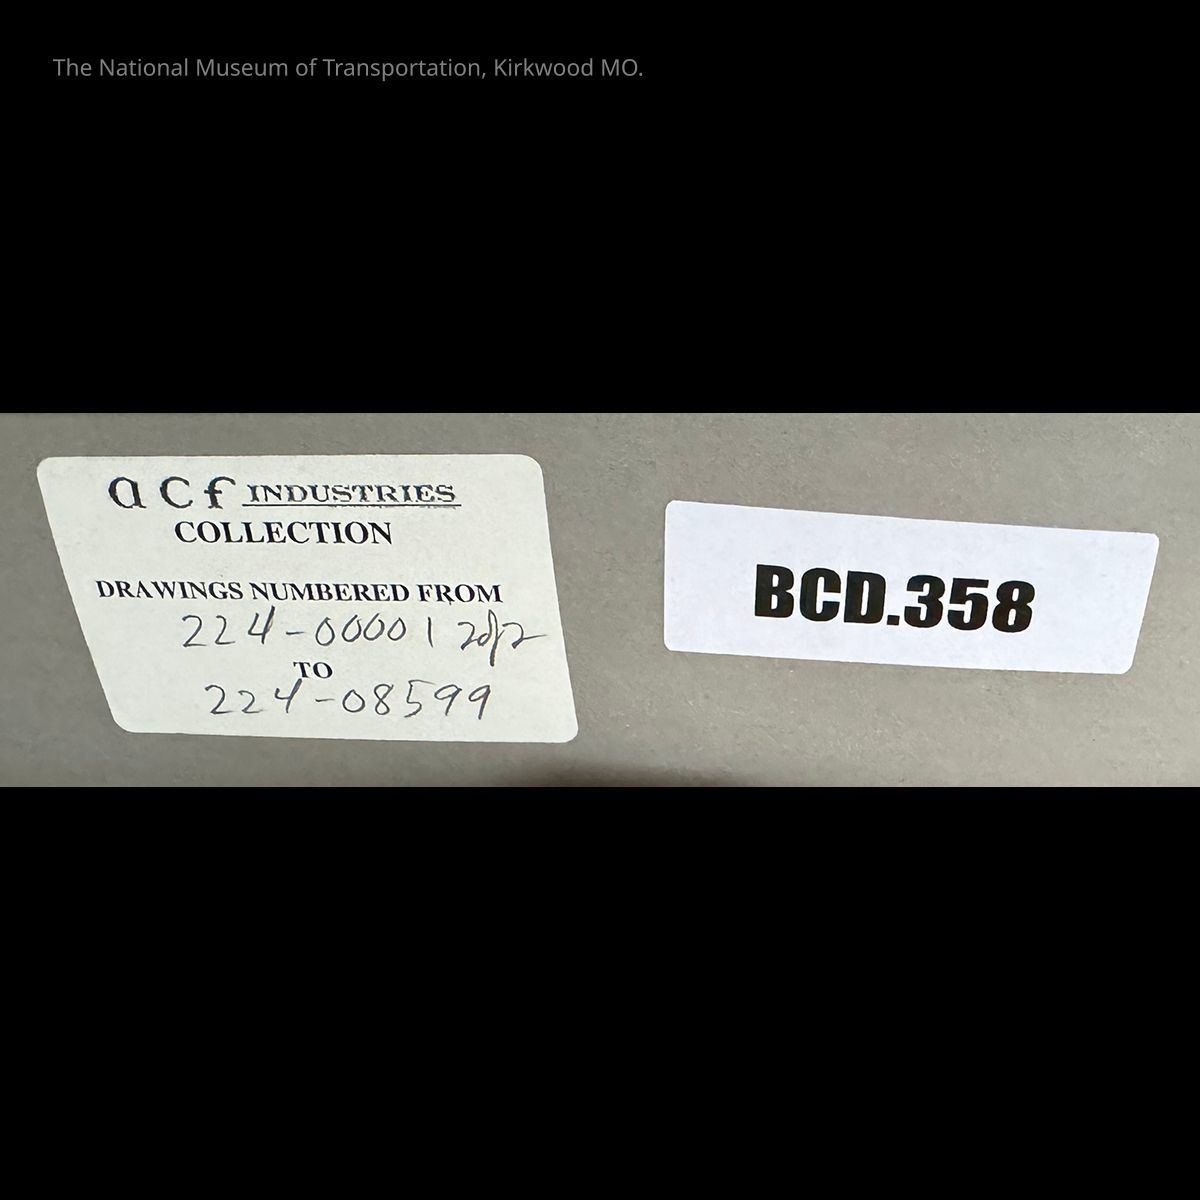 The National Museum of Transportation, Kirkwood MO.
acf INDUSTRIES
COLLECTION
DRAWINGS NUMBERED FROM
224-00001 2of2
TO
224-08599
BCD.358